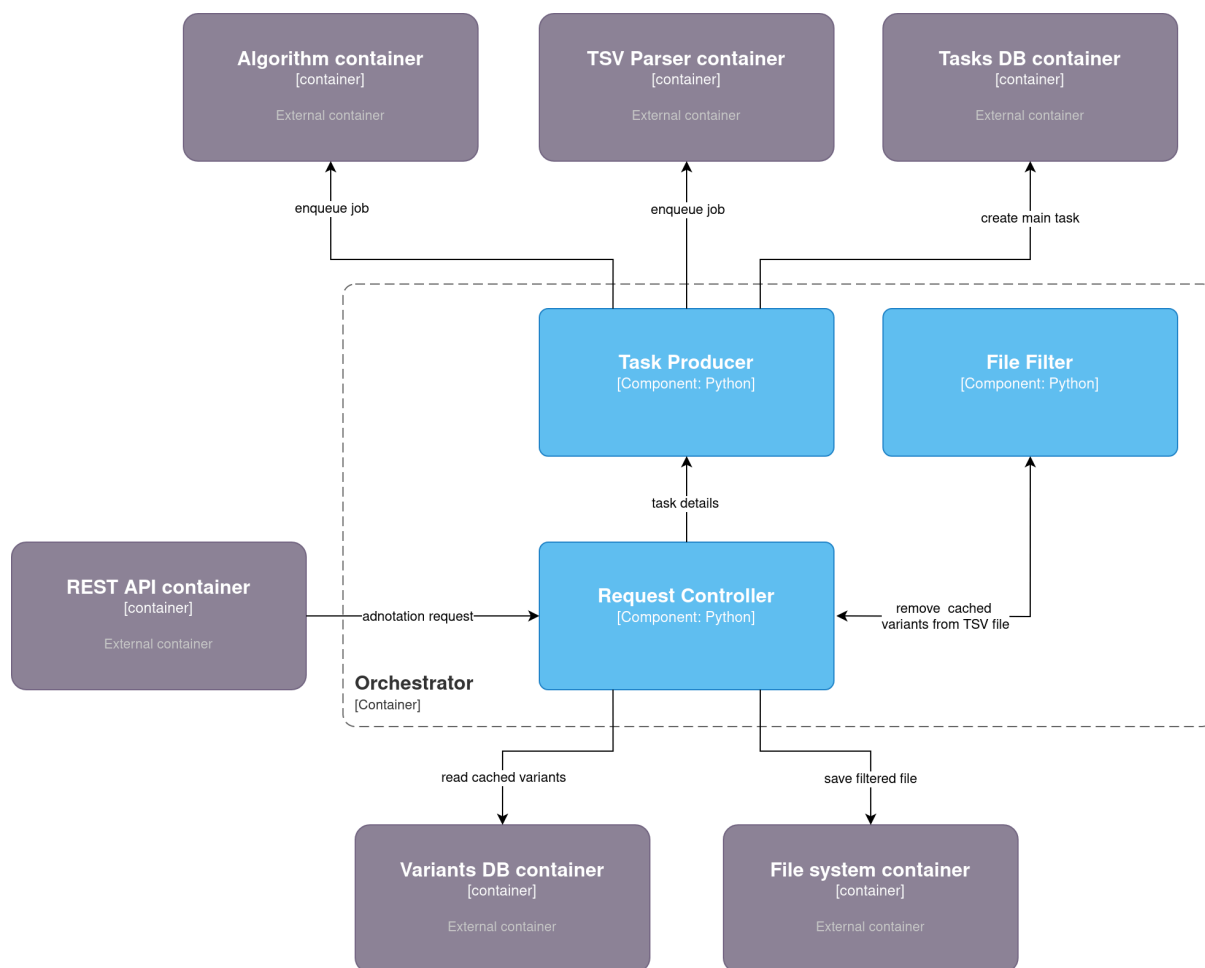 Algorithm container
[container]
External container
TSV Parser container
[container]
External container
Tasks DB container
[container]
External container
enqueue job
enqueue job
create main task
Task Producer
[Component: Python]
File Filter
[Component: Python]
task details
REST API container
[container]
External container
adnotation request
Request Controller
[Component: Python]
remove  cached
variants from TSV file
Orchestrator
[Container]
read cached variants
save filtered file
Variants DB container
[container]
External container
File system container
[container]
External container